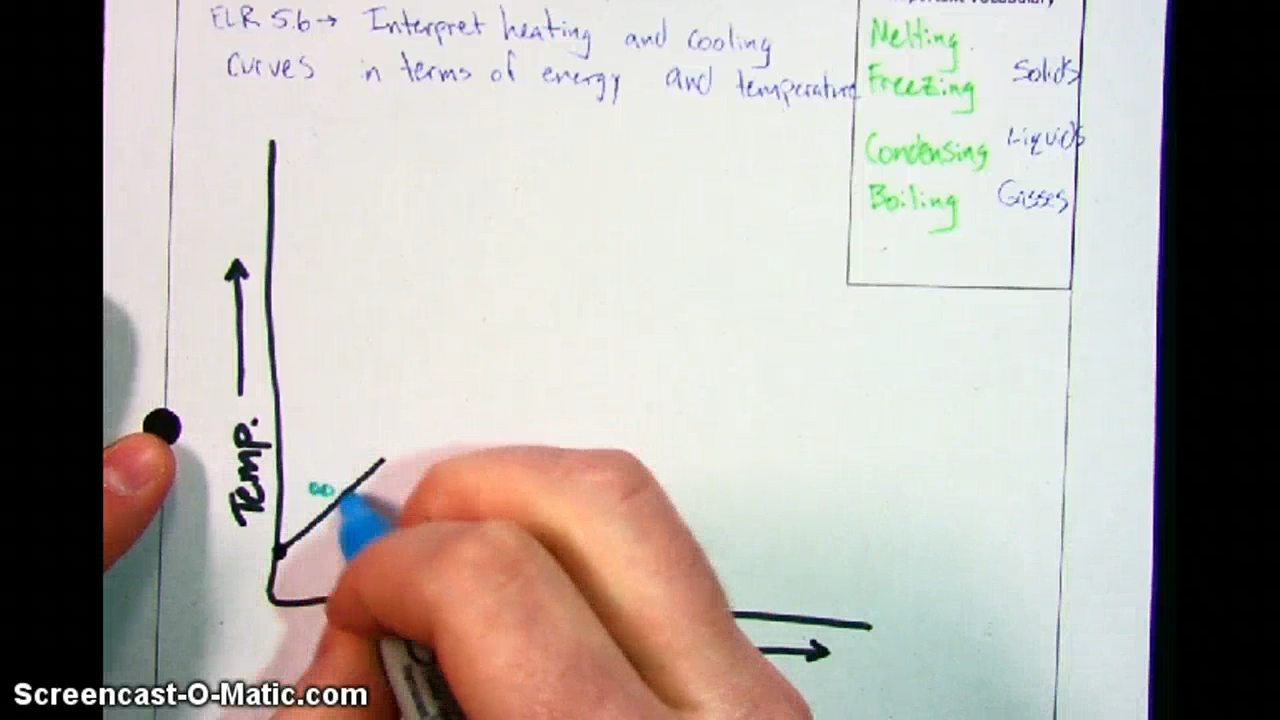 ELR 5.6→ Interpret heating and cooling
curves in terms of energy and temperature
Vocabulary
Melting
Freezing
Solids
Condensing
Liquids
Boiling
Gasses
Temp.
Screencast-O-Matic.com